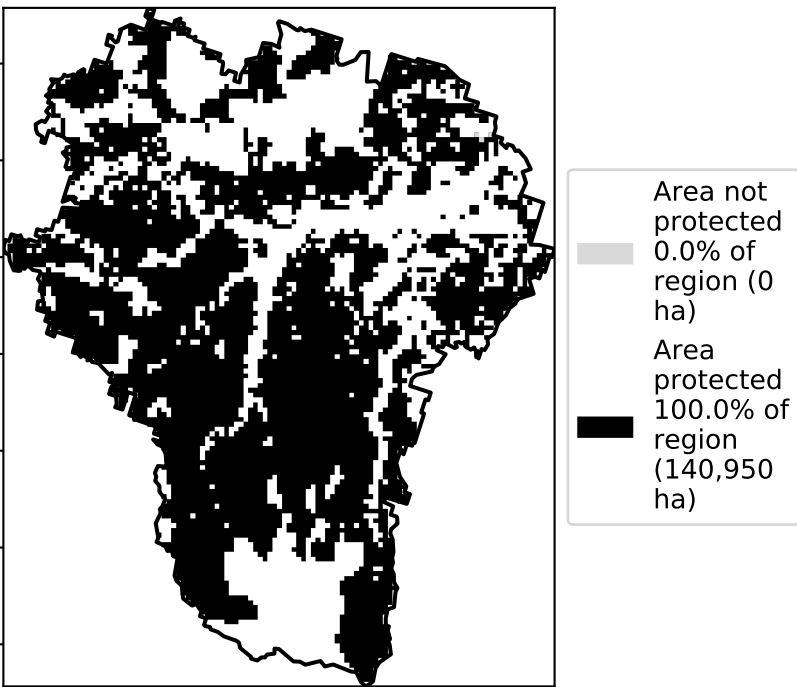 Area not
protected
0.0% of
region (0
ha)
Area
protected
100.0% of
region
(140,950
ha)